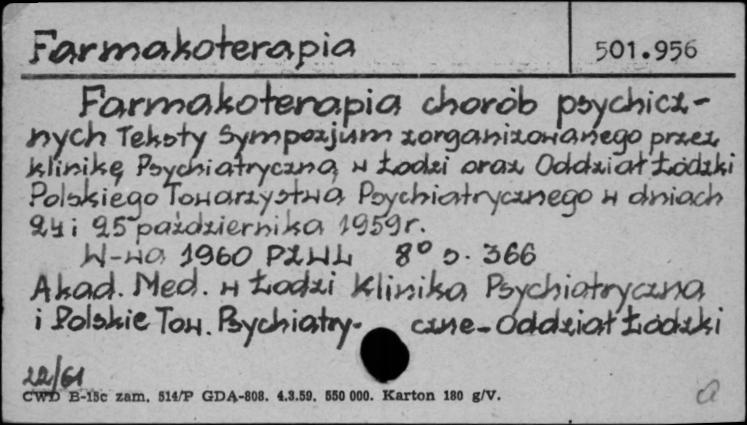 Farmakoterapia
501.956
Farmakoterapia chorób psychicz-
nych Teksty Sympozjum zorganizowanego przez
klinikę Psychiatryczną w Łodzi oraz Oddział Łódzki
Polskiego Towarzystwa Psychiatrycznego w dniach
24 i 25 października 1959 r.
W-wa 1960 PZWL 8° s. 366
Akad. Med. w Łodzi Klinika Psychiatryczna
i Polskie Tow. Psychiatry- czne - Oddział Łódzki
22/61
CWD B-15c zam. 514/P GDA-808. 4.3.59. 550 000. Karton 180 g/V.
a